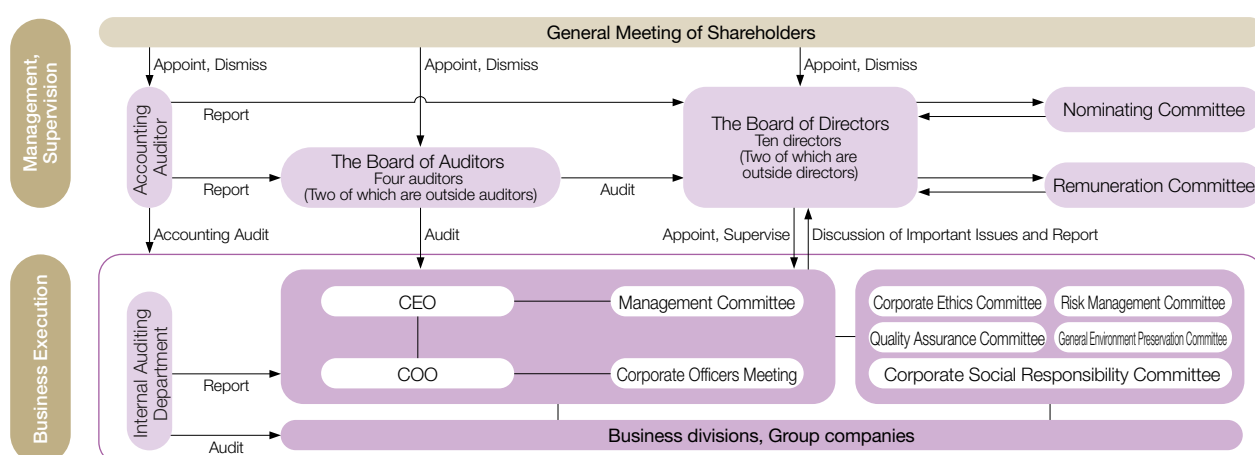 General Meeting of Shareholders
Management,
Supervision
Appoint, Dismiss
Appoint, Dismiss
Appoint, Dismiss
Accounting
Auditor
Report
The Board of Directors
Ten directors
(Two of which are
outside directors)
Nominating Committee
The Board of Auditors
Four auditors
(Two of which are outside auditors)
Report
Audit
Remuneration Committee
Accounting Audit
Audit
Appoint, Supervise
Discussion of Important Issues and Report
Business Execution
Internal Auditing
Department
CEO
Management Committee
Corporate Ethics Committee
Risk Management Committee
Quality Assurance Committee
General Environment Preservation Committee
COO
Corporate Officers Meeting
Corporate Social Responsibility Committee
Report
Audit
Business divisions, Group companies